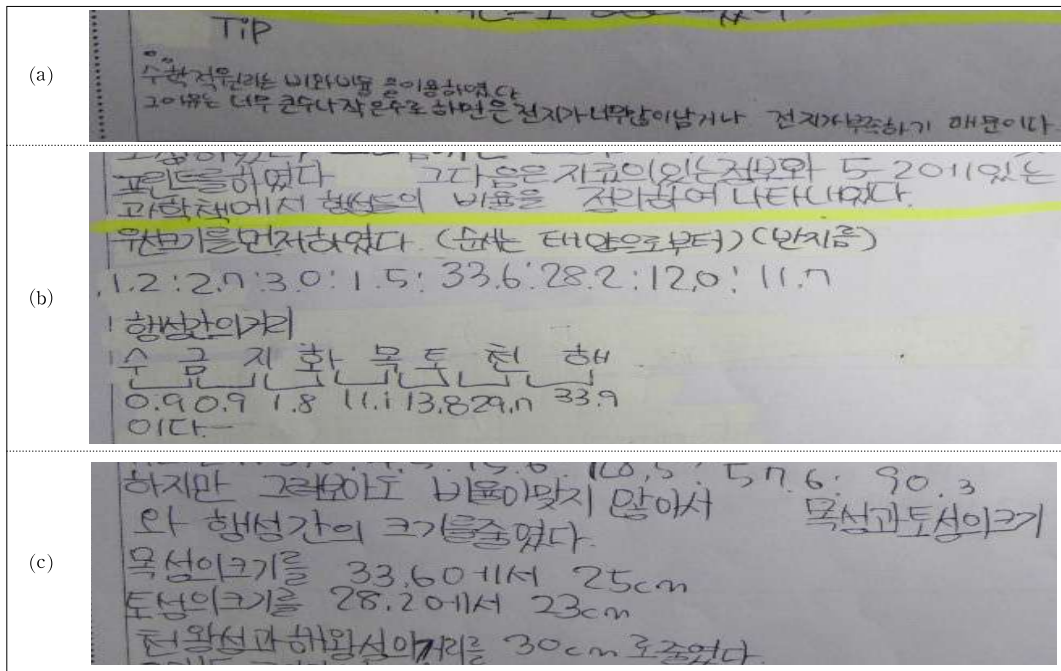 (a)
TiP
수학적원리는 비와비율 을이용하였다
그이유는 너무 큰수나 작은수로 하면은 전지가 너무많이남거나 전지가부족하기 때문이다
(b)
프린트를하였다 그다음은 자료이있는전부와 5-2에있는
과학책에서 행성들의 비율을 정리하여 나타내었다.
우선크기를먼저하였다. (순서는 태양으로부터) (반지름)
1.2:2.7:3.0:1.5:33.6:28.2:12.0:11.7
행성간의거리
수 금 지 화 목 토 천 해
0.9 0.9 1.8 11.1 13.8 29.7 33.9
이다.
(c)
57.6: 90.3
하지만 그래보아도 비율이맞지 않아서 목성과토성의크기
와 행성간의 크기를줄였다.
목성의크기를 33.6에서 25cm
토성의크기를 28.2에서 23cm
천왕성과해왕성의거리를 30cm로줄였다.